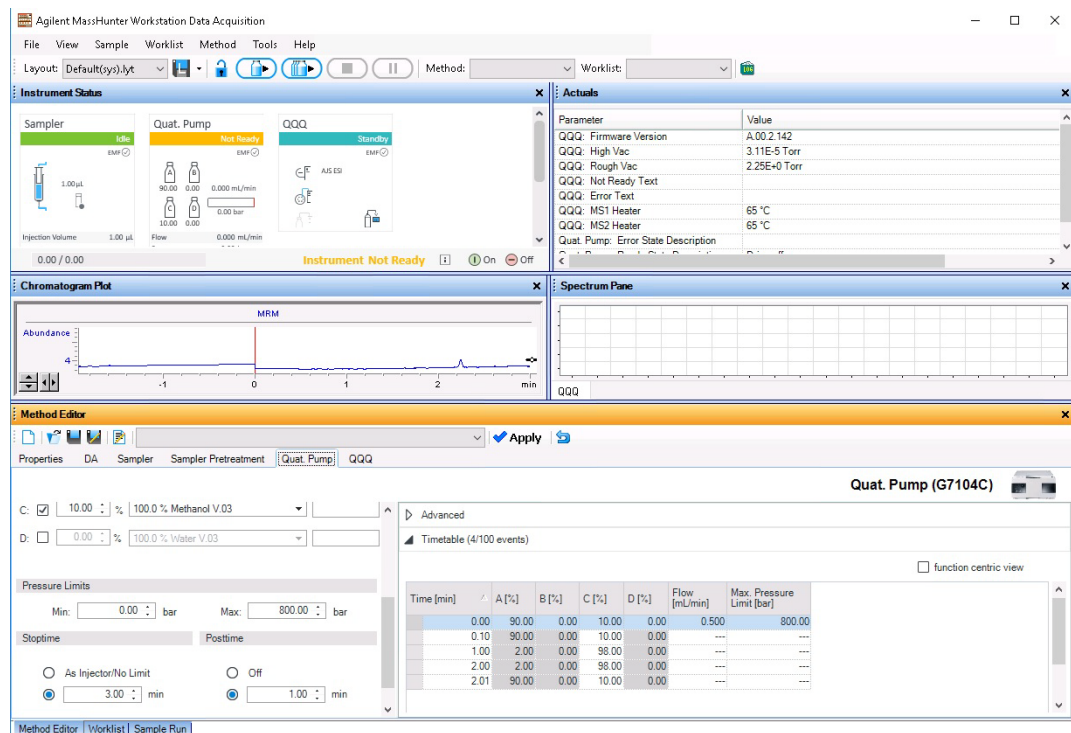 Agilent MassHunter Workstation Data Acquisition
File View Sample Worklist Method Tools Help
Layout: Default(sys).lyt Method: Worklist:
Instrument Status
Sampler
Idle
EMF
1.00 µL
Injection Volume 1.00 µL
Quat. Pump
Not Ready
EMF
A B
90.00 0.00 0.000 mL/min
C D
0.00 bar
10.00 0.00
Flow 0.000 mL/min
QQQ
Standby
EMF
AJS ESI
0.00 / 0.00 Instrument Not Ready On Off
Actuals
Parameter Value
QQQ: Firmware Version A.00.2.142
QQQ: High Vac 3.11E-5 Torr
QQQ: Rough Vac 2.25E+0 Torr
QQQ: Not Ready Text
QQQ: Error Text
QQQ: MS1 Heater 65 °C
QQQ: MS2 Heater 65 °C
Quat. Pump: Error State Description
Chromatogram Plot
MRM
Abundance
4
-1 0 1 2 min
Spectrum Pane
QQQ
Method Editor
Apply
Properties DA Sampler Sampler Pretreatment Quat. Pump QQQ
Quat. Pump (G7104C)
C: 10.00 % 100.0 % Methanol V.03
D: 0.00 % 100.0 % Water V.03
Pressure Limits
Min: 0.00 bar Max: 800.00 bar
Stoptime Posttime
As Injector/No Limit Off
3.00 min 1.00 min
Advanced
Timetable (4/100 events)
function centric view
Time [min] A [%] B [%] C [%] D [%] Flow [mL/min] Max. Pressure Limit [bar]
0.00 90.00 0.00 10.00 0.00 0.500 800.00
0.10 90.00 0.00 10.00 0.00 --- ---
1.00 2.00 0.00 98.00 0.00 --- ---
2.00 2.00 0.00 98.00 0.00 --- ---
2.01 90.00 0.00 10.00 0.00 --- ---
Method Editor Worklist Sample Run